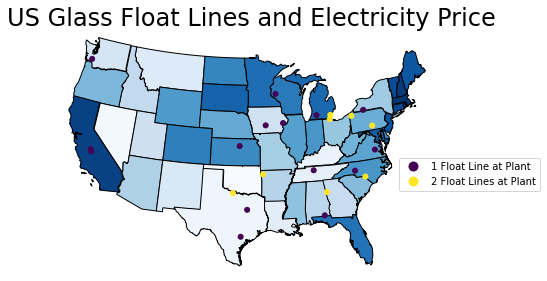 US Glass Float Lines and Electricity Price
1 Float Line at Plant
2 Float Lines at Plant